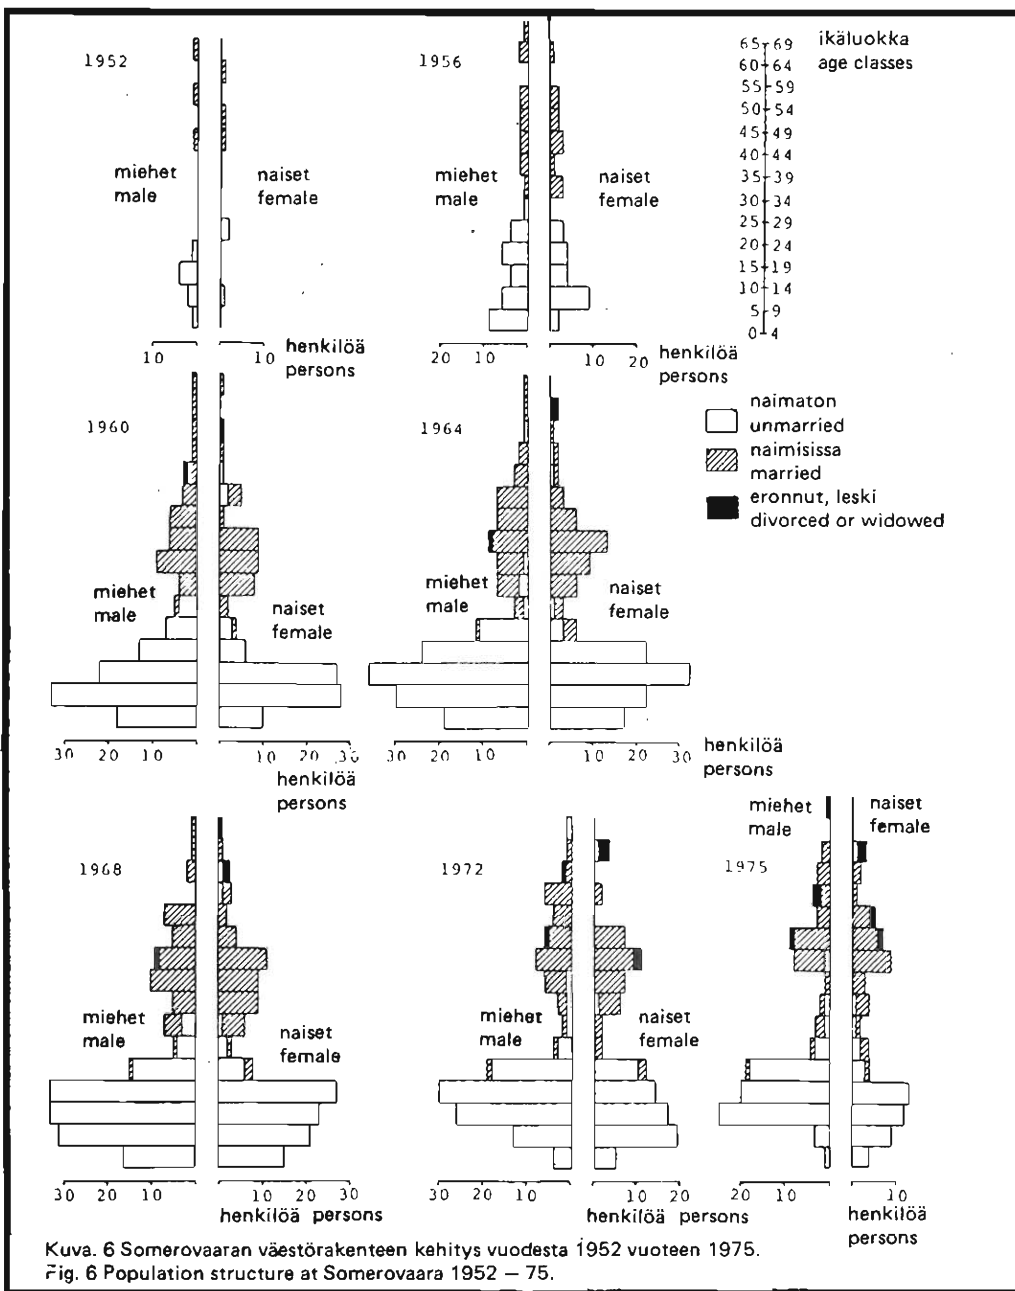 1952
miehet
male
naiset
female
10 10
henkilöä
persons
1956
miehet
male
naiset
female
20 10 10 20
henkilöä
persons
ikäluokka
age classes
65 69
60 64
55 59
50 54
45 49
40 44
35 39
30 34
25 29
20 24
15 19
10 14
5 9
0 4
naimaton
unmarried
naimisissa
married
eronnut, leski
divorced or widowed
1960
miehet
male
naiset
female
30 20 10 10 20 30
henkilöä
persons
1964
miehet
male
naiset
female
30 20 10 10 20 30
henkilöä
persons
1968
miehet
male
naiset
female
30 20 10 10 20 30
henkilöä persons
1972
miehet
male
naiset
female
30 20 10 10 20
henkilöä persons
miehet
male
naiset
female
1975
20 10 10
henkilöä
persons
Kuva. 6 Somerovaaran väestörakenteen kehitys vuodesta 1952 vuoteen 1975.
Fig. 6 Population structure at Somerovaara 1952 – 75.